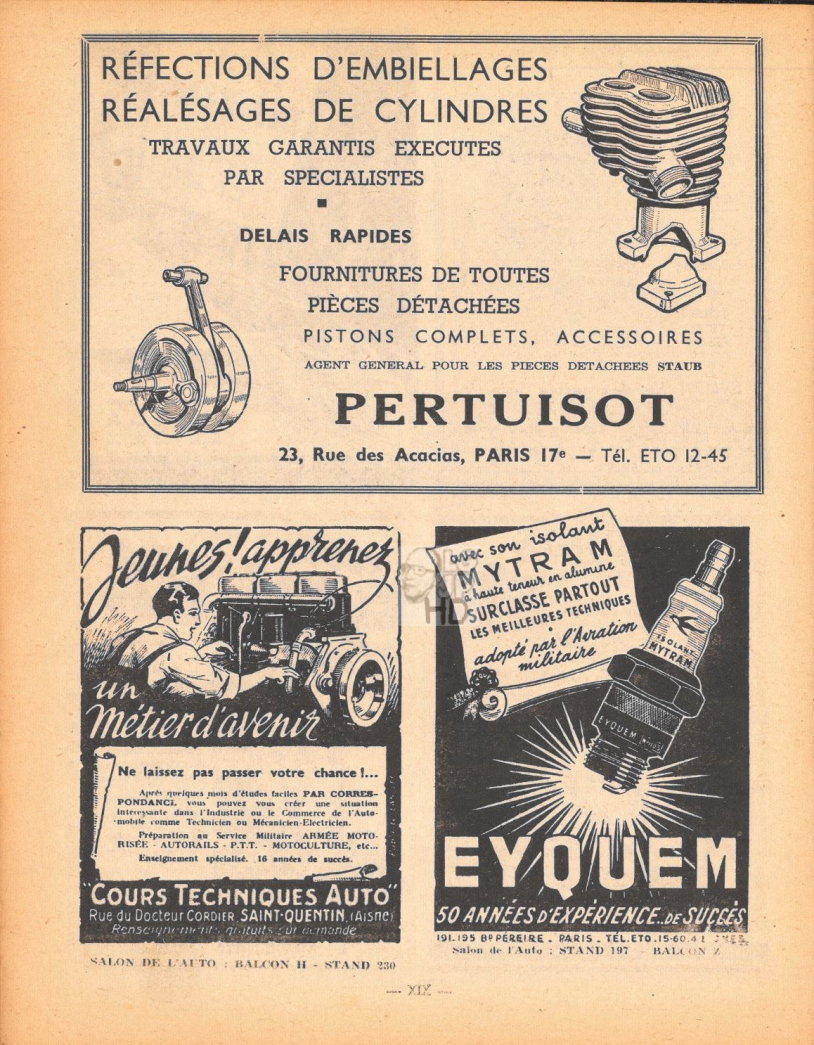 RÉFECTIONS D'EMBIELLAGES
RÉALÉSAGES DE CYLINDRES
TRAVAUX GARANTIS EXECUTES
PAR SPECIALISTES
DELAIS RAPIDES
FOURNITURES DE TOUTES
PIÈCES DÉTACHÉES
PISTONS COMPLETS, ACCESSOIRES
AGENT GENERAL POUR LES PIECES DETACHEES STAUB
PERTUISOT
23, Rue des Acacias, PARIS 17e — Tél. ETO 12-45
Jeunes! apprenez
un
Métier d'avenir
Ne laissez pas passer votre chance !...
Après quelques mois d'études faciles PAR CORRES-
PONDANCE, vous pouvez vous créer une situation
intéressante dans l'Industrie ou le Commerce de l'Auto-
mobile comme Technicien ou Mécanicien-Electricien.
Préparation au Service Militaire ARMÉE MOTO-
RISÉE - AUTORAILS - P.T.T. - MOTOCULTURE, etc...
Enseignement spécialisé. 16 années de succès.
"COURS TECHNIQUES AUTO"
Rue du Docteur CORDIER SAINT-QUENTIN, (Aisne)
Renseignements gratuits sur demande
SALON DE L'AUTO : BALCON H - STAND 230
avec son isolant
MYTRAM
à haute teneur en alumine
SURCLASSE PARTOUT
LES MEILLEURES TECHNIQUES
adopté par l'Aviation
militaire
ISOLANT
MYTRAM
EYQUEM
EYQUEM
50 ANNÉES D'EXPÉRIENCE.. DE SUCCÈS
191.195 Bd PÉREIRE - PARIS - TÉL. ETO.15-60.41
Salon de l'Auto : STAND 197 - BALCON Z
— XIX —
HD